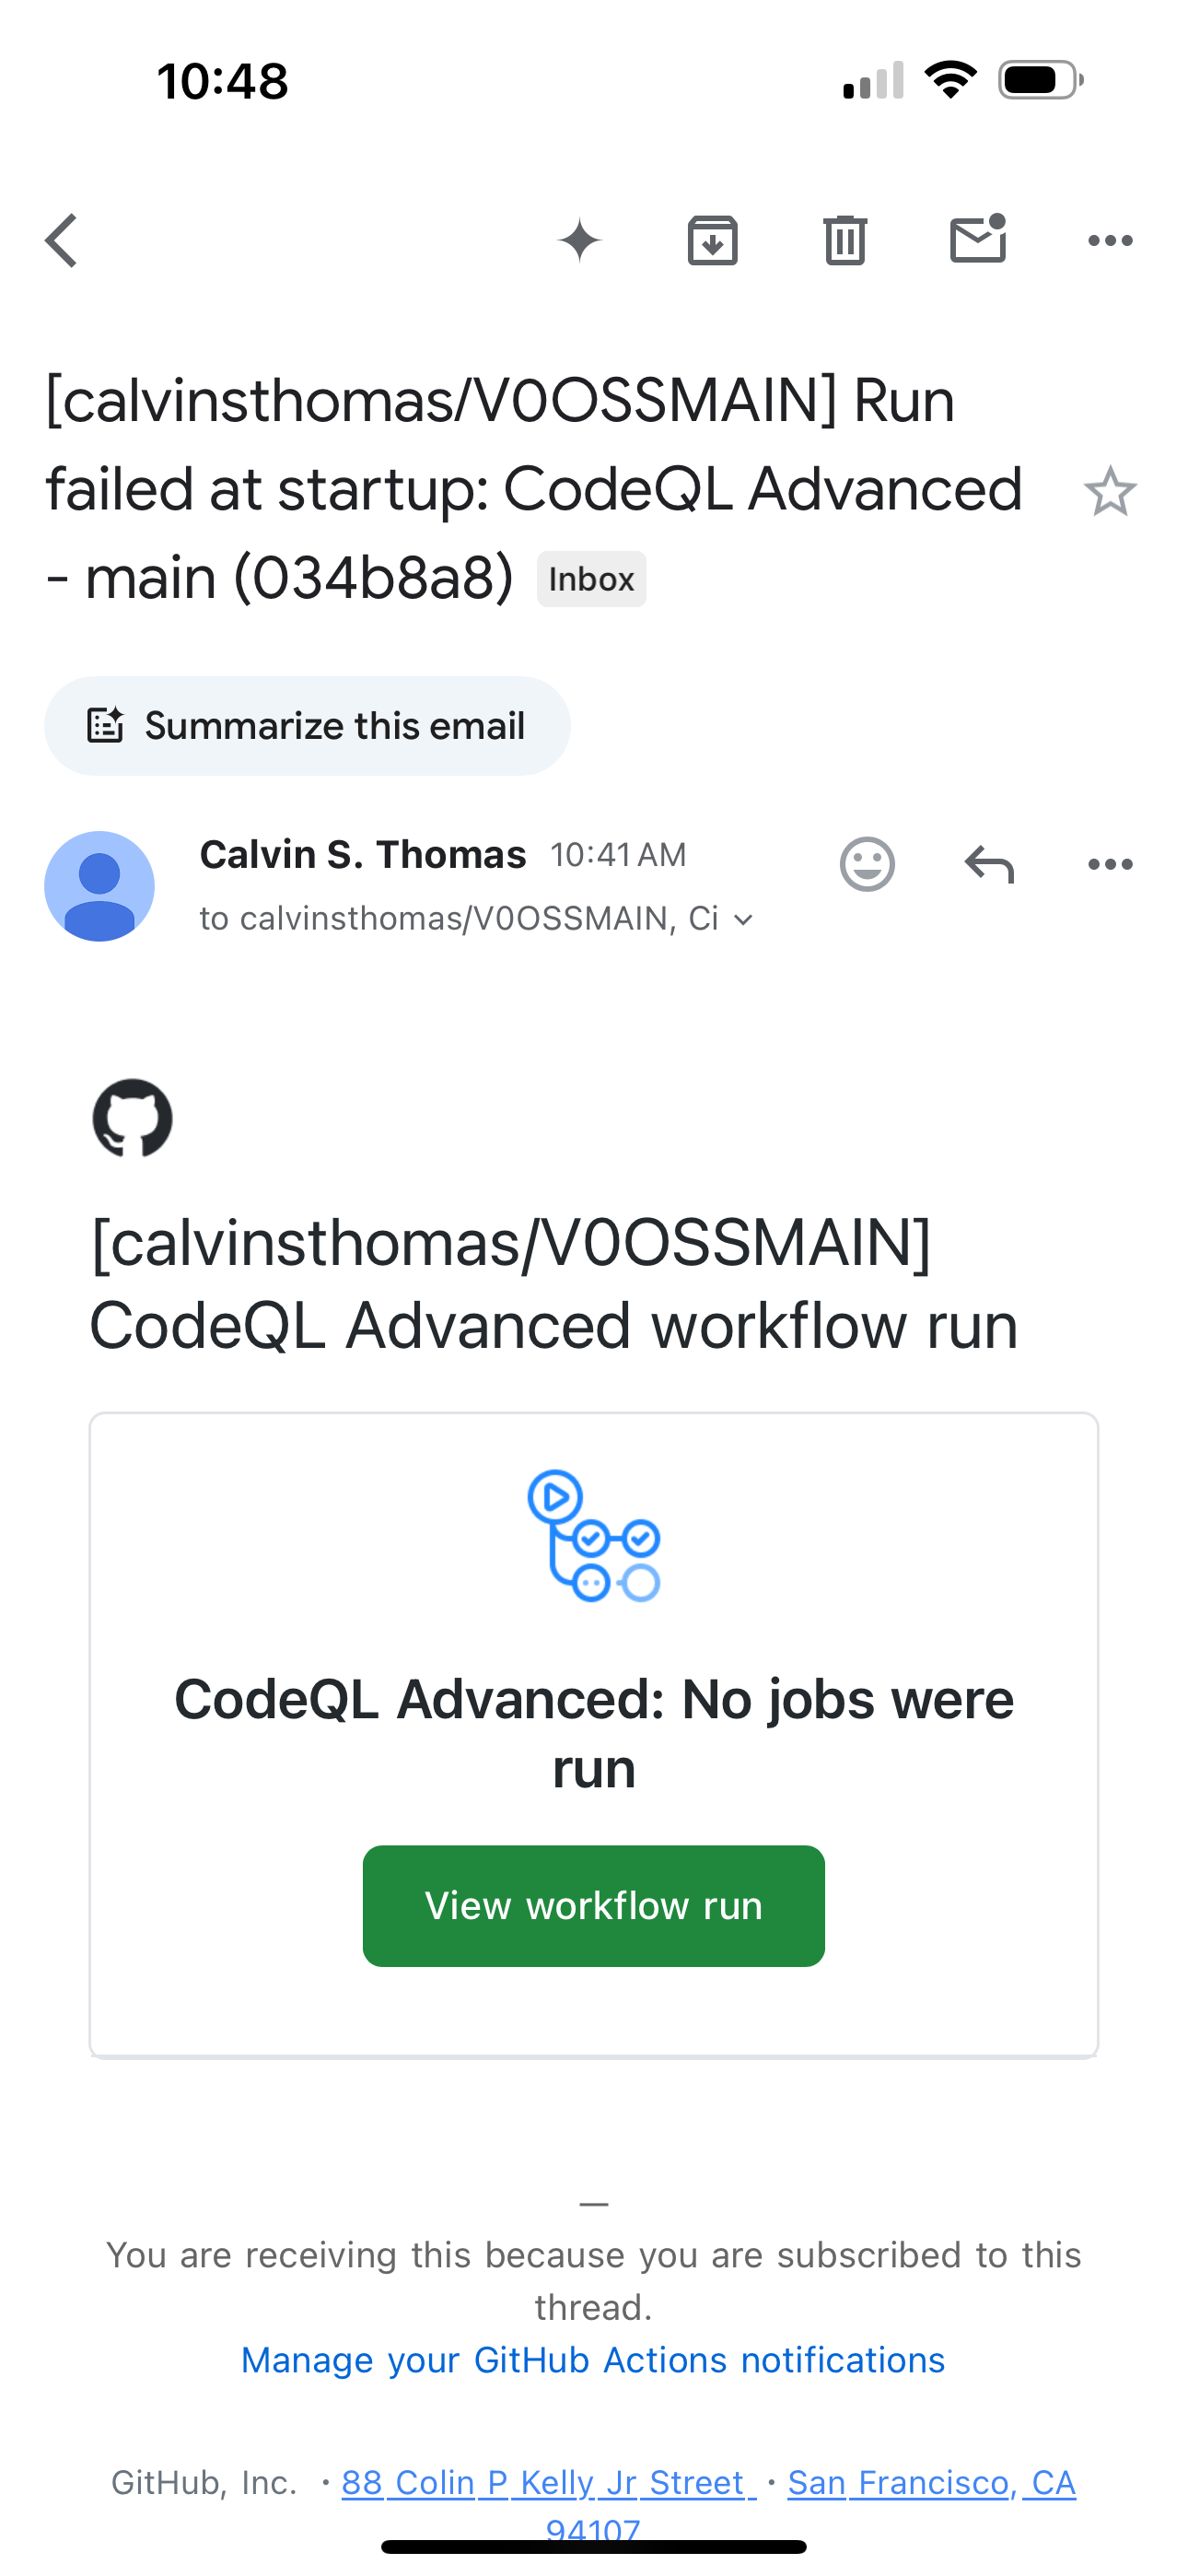 10:48
[calvinsthomas/V0OSSMAIN] Run
failed at startup: CodeQL Advanced
- main (034b8a8) Inbox
Summarize this email
Calvin S. Thomas 10:41 AM
to calvinsthomas/V0OSSMAIN, Ci
[calvinsthomas/V0OSSMAIN]
CodeQL Advanced workflow run
CodeQL Advanced: No jobs were
run
View workflow run
—
You are receiving this because you are subscribed to this
thread.
Manage your GitHub Actions notifications
GitHub, Inc. ・88 Colin P Kelly Jr Street ・San Francisco, CA
94107